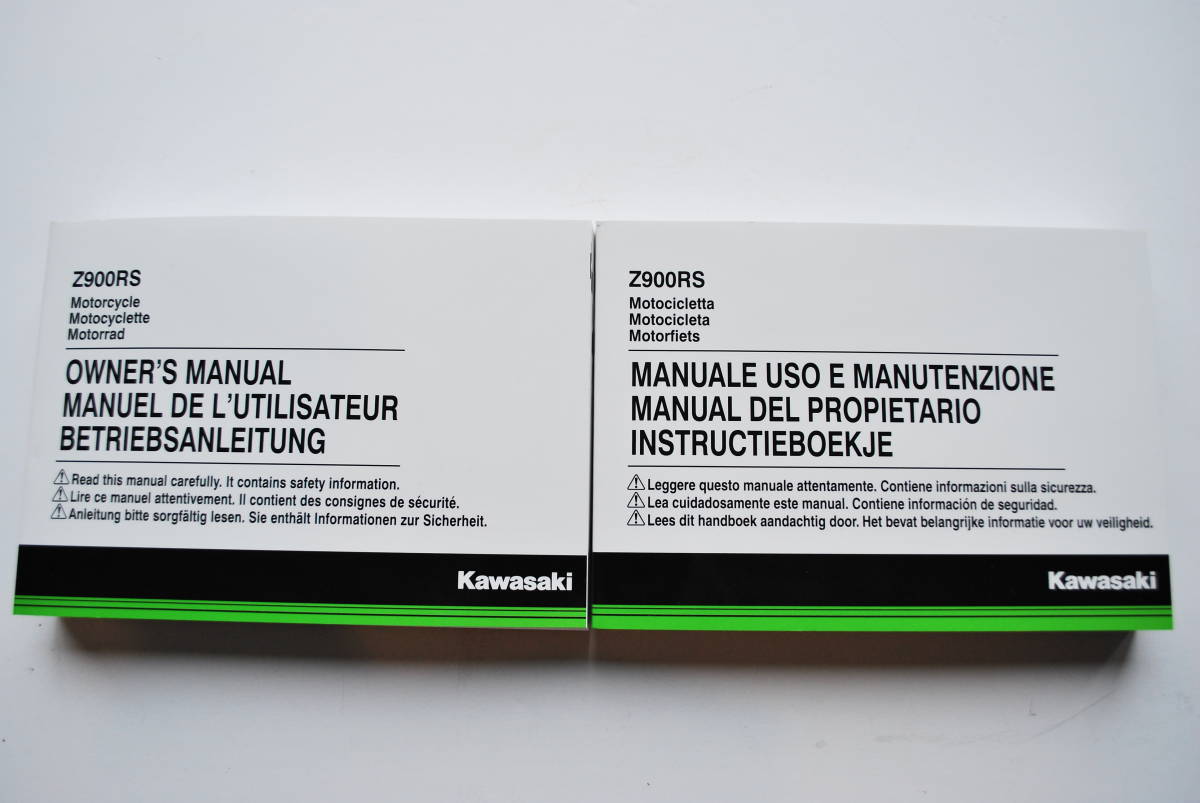 Z900RS
Motorcycle
Motocyclette
Motorrad
OWNER'S MANUAL
MANUEL DE L'UTILISATEUR
BETRIEBSANLEITUNG
Read this manual carefully. It contains safety information.
Lire ce manuel attentivement. Il contient des consignes de sécurité.
Anleitung bitte sorgfältig lesen. Sie enthält Informationen zur Sicherheit.
Kawasaki
Z900RS
Motocicletta
Motocicleta
Motorfiets
MANUALE USO E MANUTENZIONE
MANUAL DEL PROPIETARIO
INSTRUCTIEBOEKJE
Leggere questo manuale attentamente. Contiene informazioni sulla sicurezza.
Lea cuidadosamente este manual. Contiene información de seguridad.
Lees dit handboek aandachtig door. Het bevat belangrijke informatie voor uw veiligheid.
Kawasaki